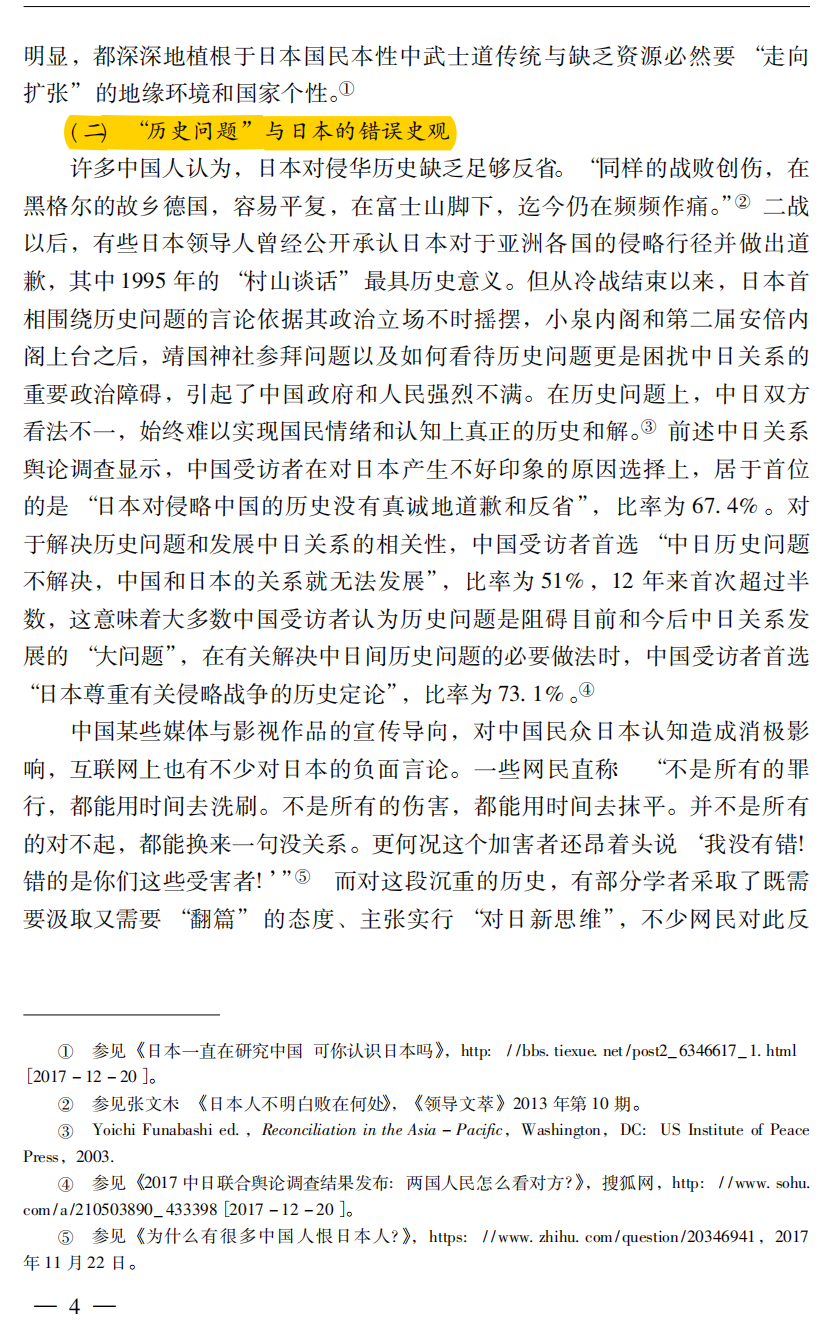 明显，都深深地植根于日本国民本性中武士道传统与缺乏资源必然要“走向
扩张”的地缘环境和国家个性。①
（二）　“历史问题”与日本的错误史观
许多中国人认为，日本对侵华历史缺乏足够反省。“同样的战败创伤，在
黑格尔的故乡德国，容易平复，在富士山脚下，迄今仍在频频作痛。”② 二战
以后，有些日本领导人曾经公开承认日本对于亚洲各国的侵略行径并做出道
歉，其中1995 年的“村山谈话”最具历史意义。但从冷战结束以来，日本首
相围绕历史问题的言论依据其政治立场不时摇摆，小泉内阁和第二届安倍内
阁上台之后，靖国神社参拜问题以及如何看待历史问题更是困扰中日关系的
重要政治障碍，引起了中国政府和人民强烈不满。在历史问题上，中日双方
看法不一，始终难以实现国民情绪和认知上真正的历史和解。③ 前述中日关系
舆论调查显示，中国受访者在对日本产生不好印象的原因选择上，居于首位
的是“日本对侵略中国的历史没有真诚地道歉和反省”，比率为 67. 4% 。对
于解决历史问题和发展中日关系的相关性，中国受访者首选“中日历史问题
不解决，中国和日本的关系就无法发展”，比率为 51% ，12 年来首次超过半
数，这意味着大多数中国受访者认为历史问题是阻碍目前和今后中日关系发
展的“大问题”，在有关解决中日间历史问题的必要做法时，中国受访者首选
“日本尊重有关侵略战争的历史定论”，比率为 73. 1% 。④
中国某些媒体与影视作品的宣传导向，对中国民众日本认知造成消极影
响，互联网上也有不少对日本的负面言论。一些网民直称　“不是所有的罪
行，都能用时间去洗刷。不是所有的伤害，都能用时间去抹平。并不是所有
的对不起，都能换来一句没关系。更何况这个加害者还昂着头说‘我没有错！
错的是你们这些受害者！’”⑤　而对这段沉重的历史，有部分学者采取了既需
要汲取又需要“翻篇”的态度、主张实行“对日新思维”，不少网民对此反
①　参见《日本一直在研究中国 可你认识日本吗》，http: //bbs. tiexue. net /post2_6346617_1. html
［2017 － 12 － 20 ］。
②　参见张文木 《日本人不明白败在何处》，《领导文萃》2013 年第 10 期。
③　Yoichi Funabashi ed. ，Reconciliation in the Asia － Pacific，Washington，DC: US Institute of Peace
Press，2003.
④　参见《2017 中日联合舆论调查结果发布: 两国人民怎么看对方?》，搜狐网，http: //www. sohu.
com /a /210503890_433398 ［2017 － 12 － 20 ］。
⑤　参见《为什么有很多中国人恨日本人?》，https: //www. zhihu. com /question /20346941，2017
年 11 月 22 日。
— 4 —